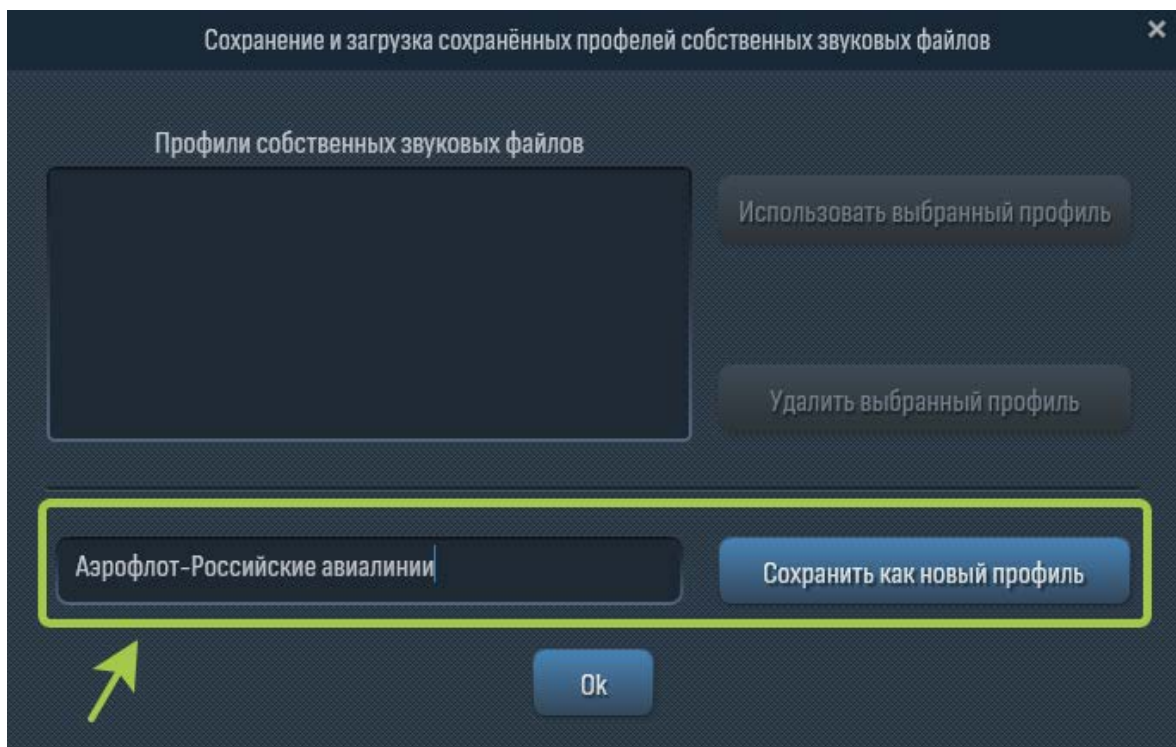 Сохранение и загрузка сохранённых профелей собственных звуковых файлов
Профили собственных звуковых файлов
Использовать выбранный профиль
Удалить выбранный профиль
Аэрофлот-Российские авиалинии
Сохранить как новый профиль
Ok